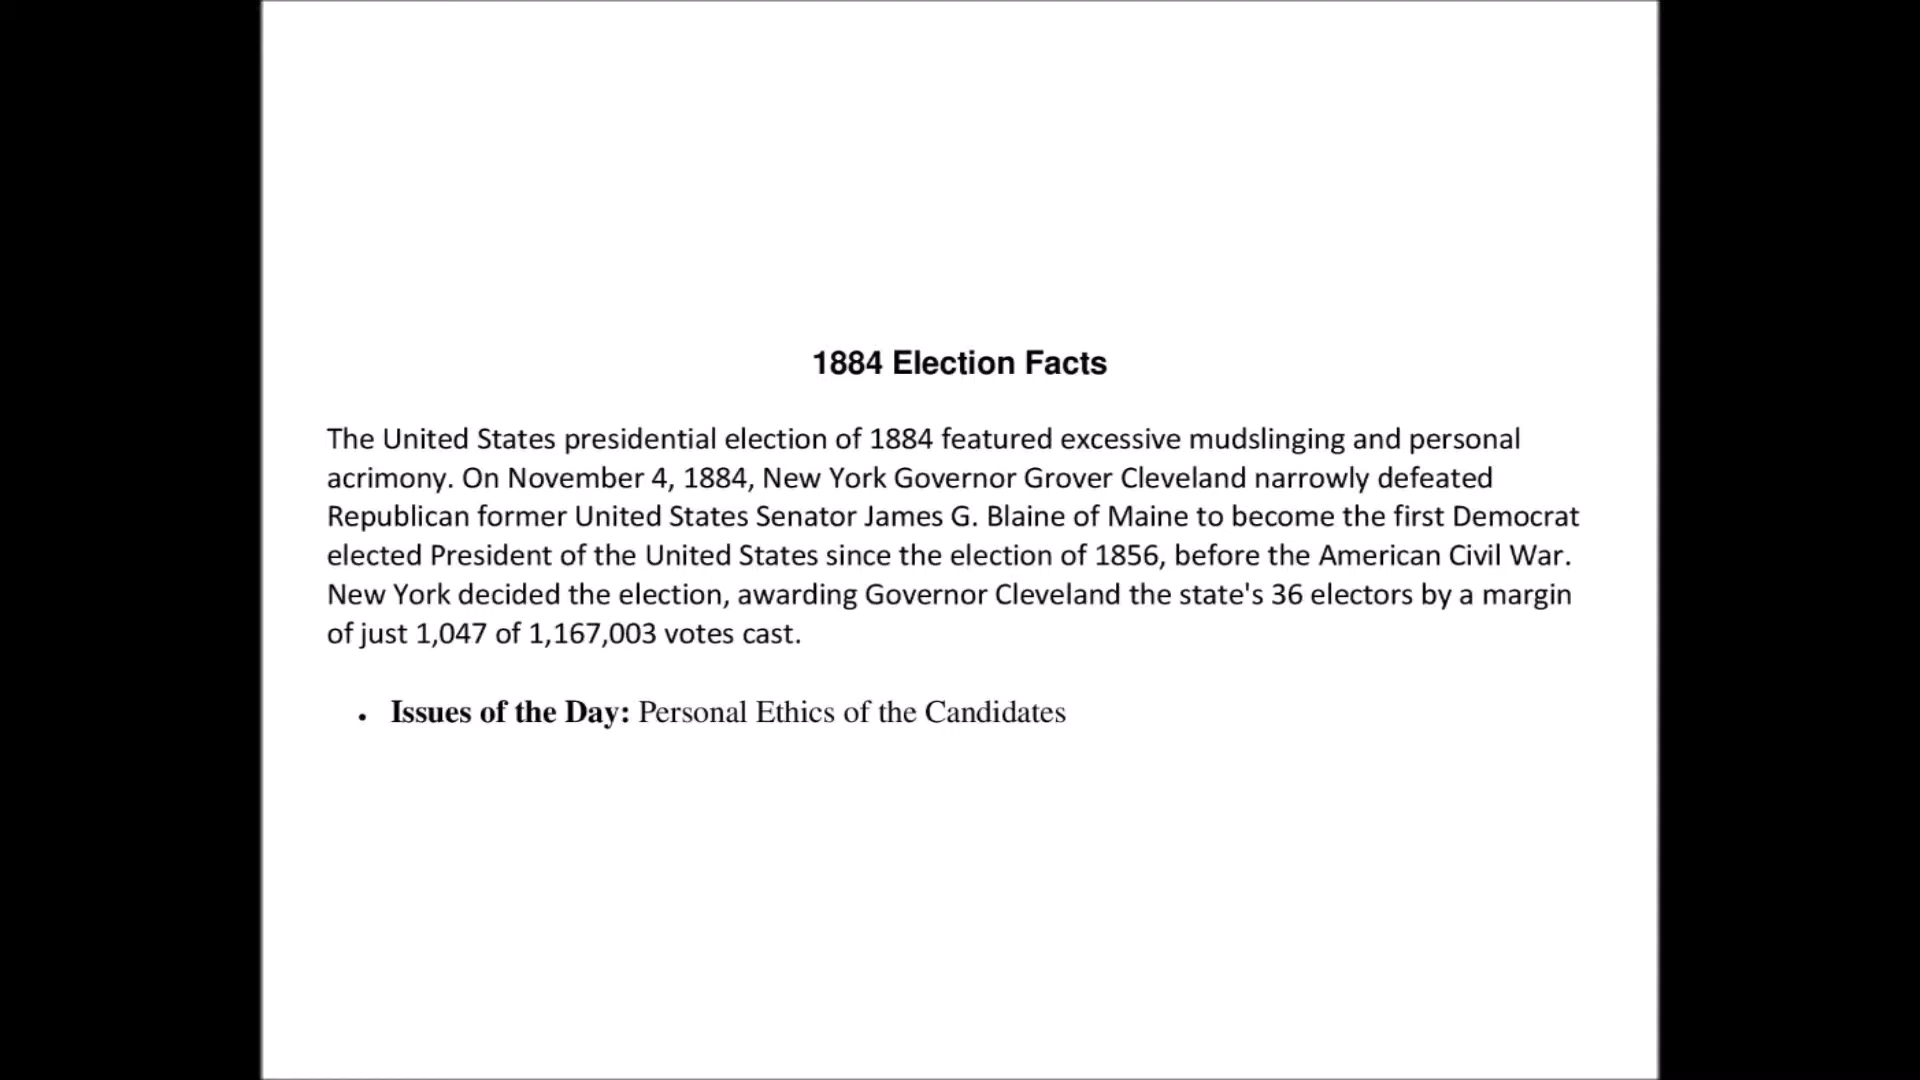 1884 Election Facts
The United States presidential election of 1884 featured excessive mudslinging and personal
acrimony. On November 4, 1884, New York Governor Grover Cleveland narrowly defeated
Republican former United States Senator James G. Blaine of Maine to become the first Democrat
elected President of the United States since the election of 1856, before the American Civil War.
New York decided the election, awarding Governor Cleveland the state's 36 electors by a margin
of just 1,047 of 1,167,003 votes cast.
• Issues of the Day: Personal Ethics of the Candidates